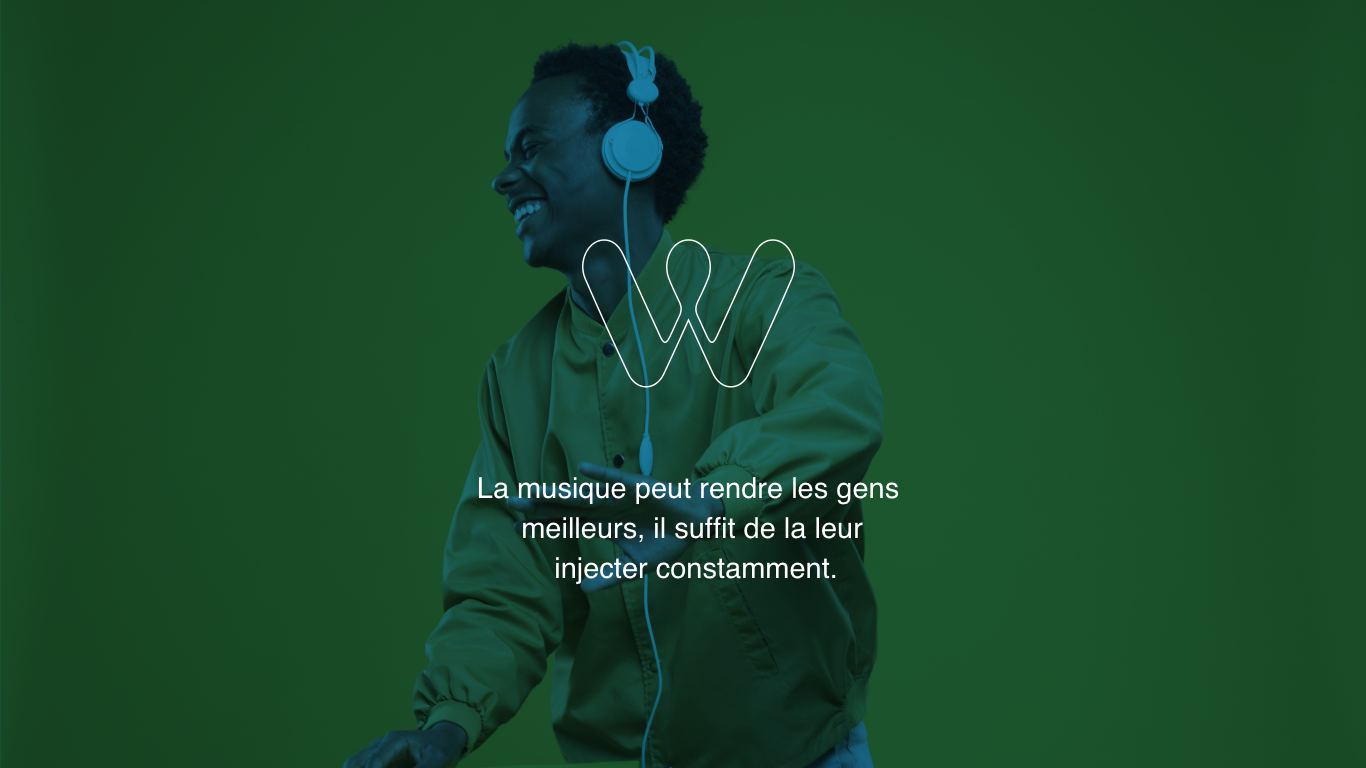 W
La musique peut rendre les gens
meilleurs, il suffit de la leur
injecter constamment.